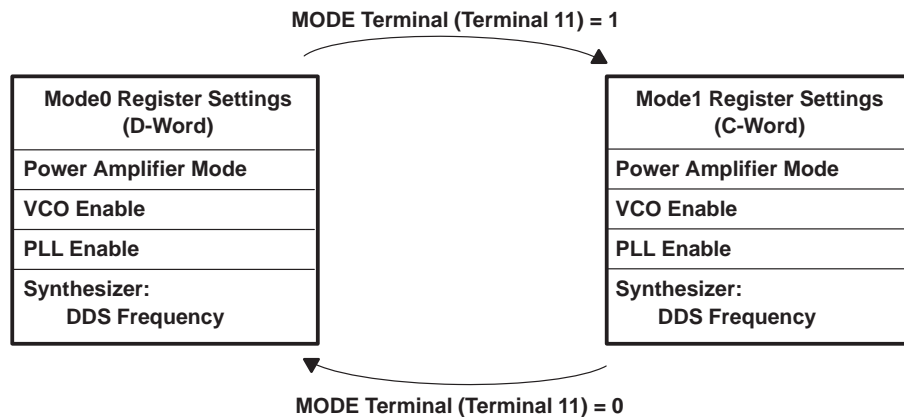 MODE Terminal (Terminal 11) = 1
Mode0 Register Settings
(D-Word)
Power Amplifier Mode
VCO Enable
PLL Enable
Synthesizer:
DDS Frequency
Mode1 Register Settings
(C-Word)
Power Amplifier Mode
VCO Enable
PLL Enable
Synthesizer:
DDS Frequency
MODE Terminal (Terminal 11) = 0